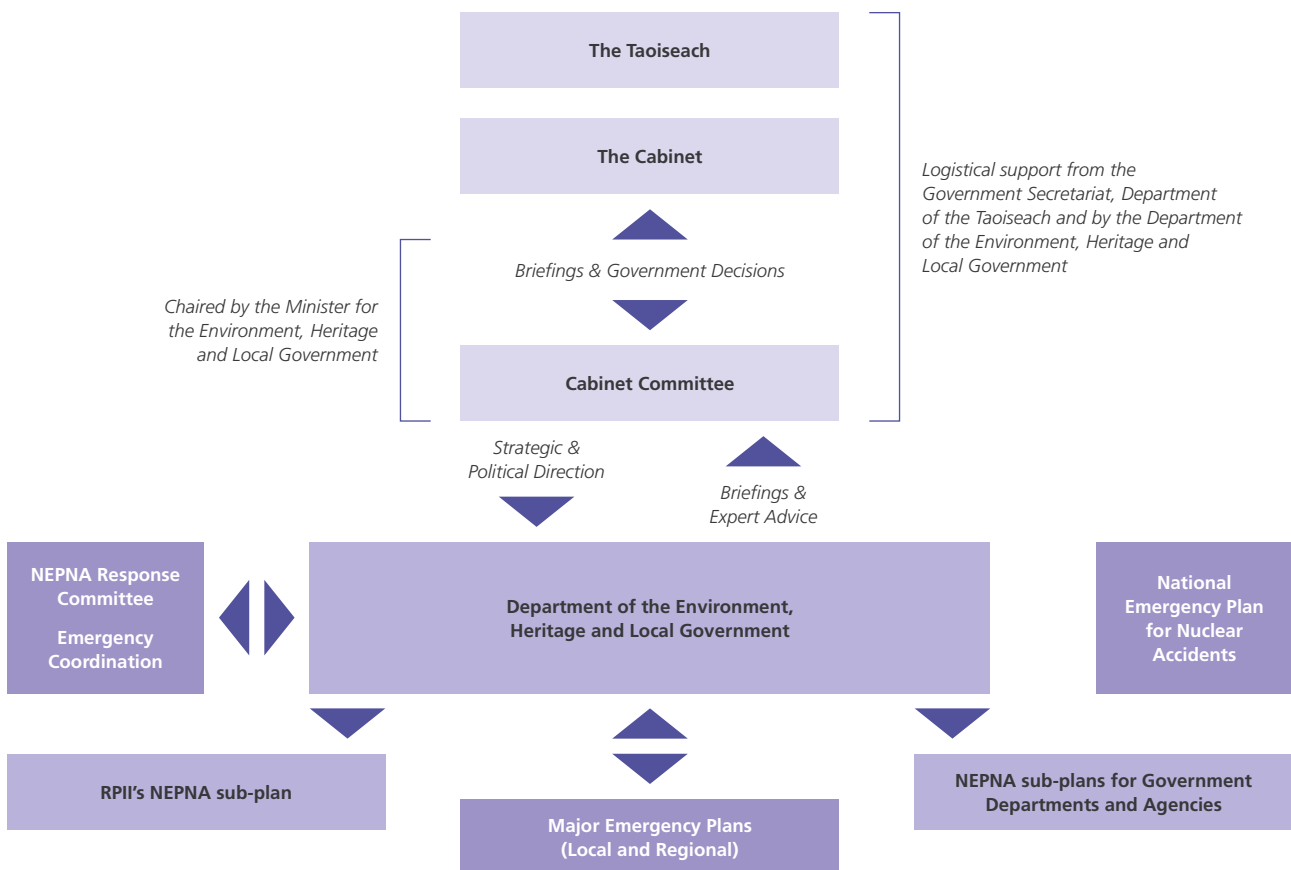 The Taoiseach
The Cabinet
Logistical support from the
Government Secretariat, Department
of the Taoiseach and by the Department
of the Environment, Heritage and
Local Government
Briefings & Government Decisions
Chaired by the Minister for
the Environment, Heritage
and Local Government
Cabinet Committee
Strategic &
Political Direction
Briefings &
Expert Advice
NEPNA Response
Committee
Emergency
Coordination
Department of the Environment,
Heritage and Local Government
National
Emergency Plan
for Nuclear
Accidents
RPII's NEPNA sub-plan
Major Emergency Plans
(Local and Regional)
NEPNA sub-plans for Government
Departments and Agencies